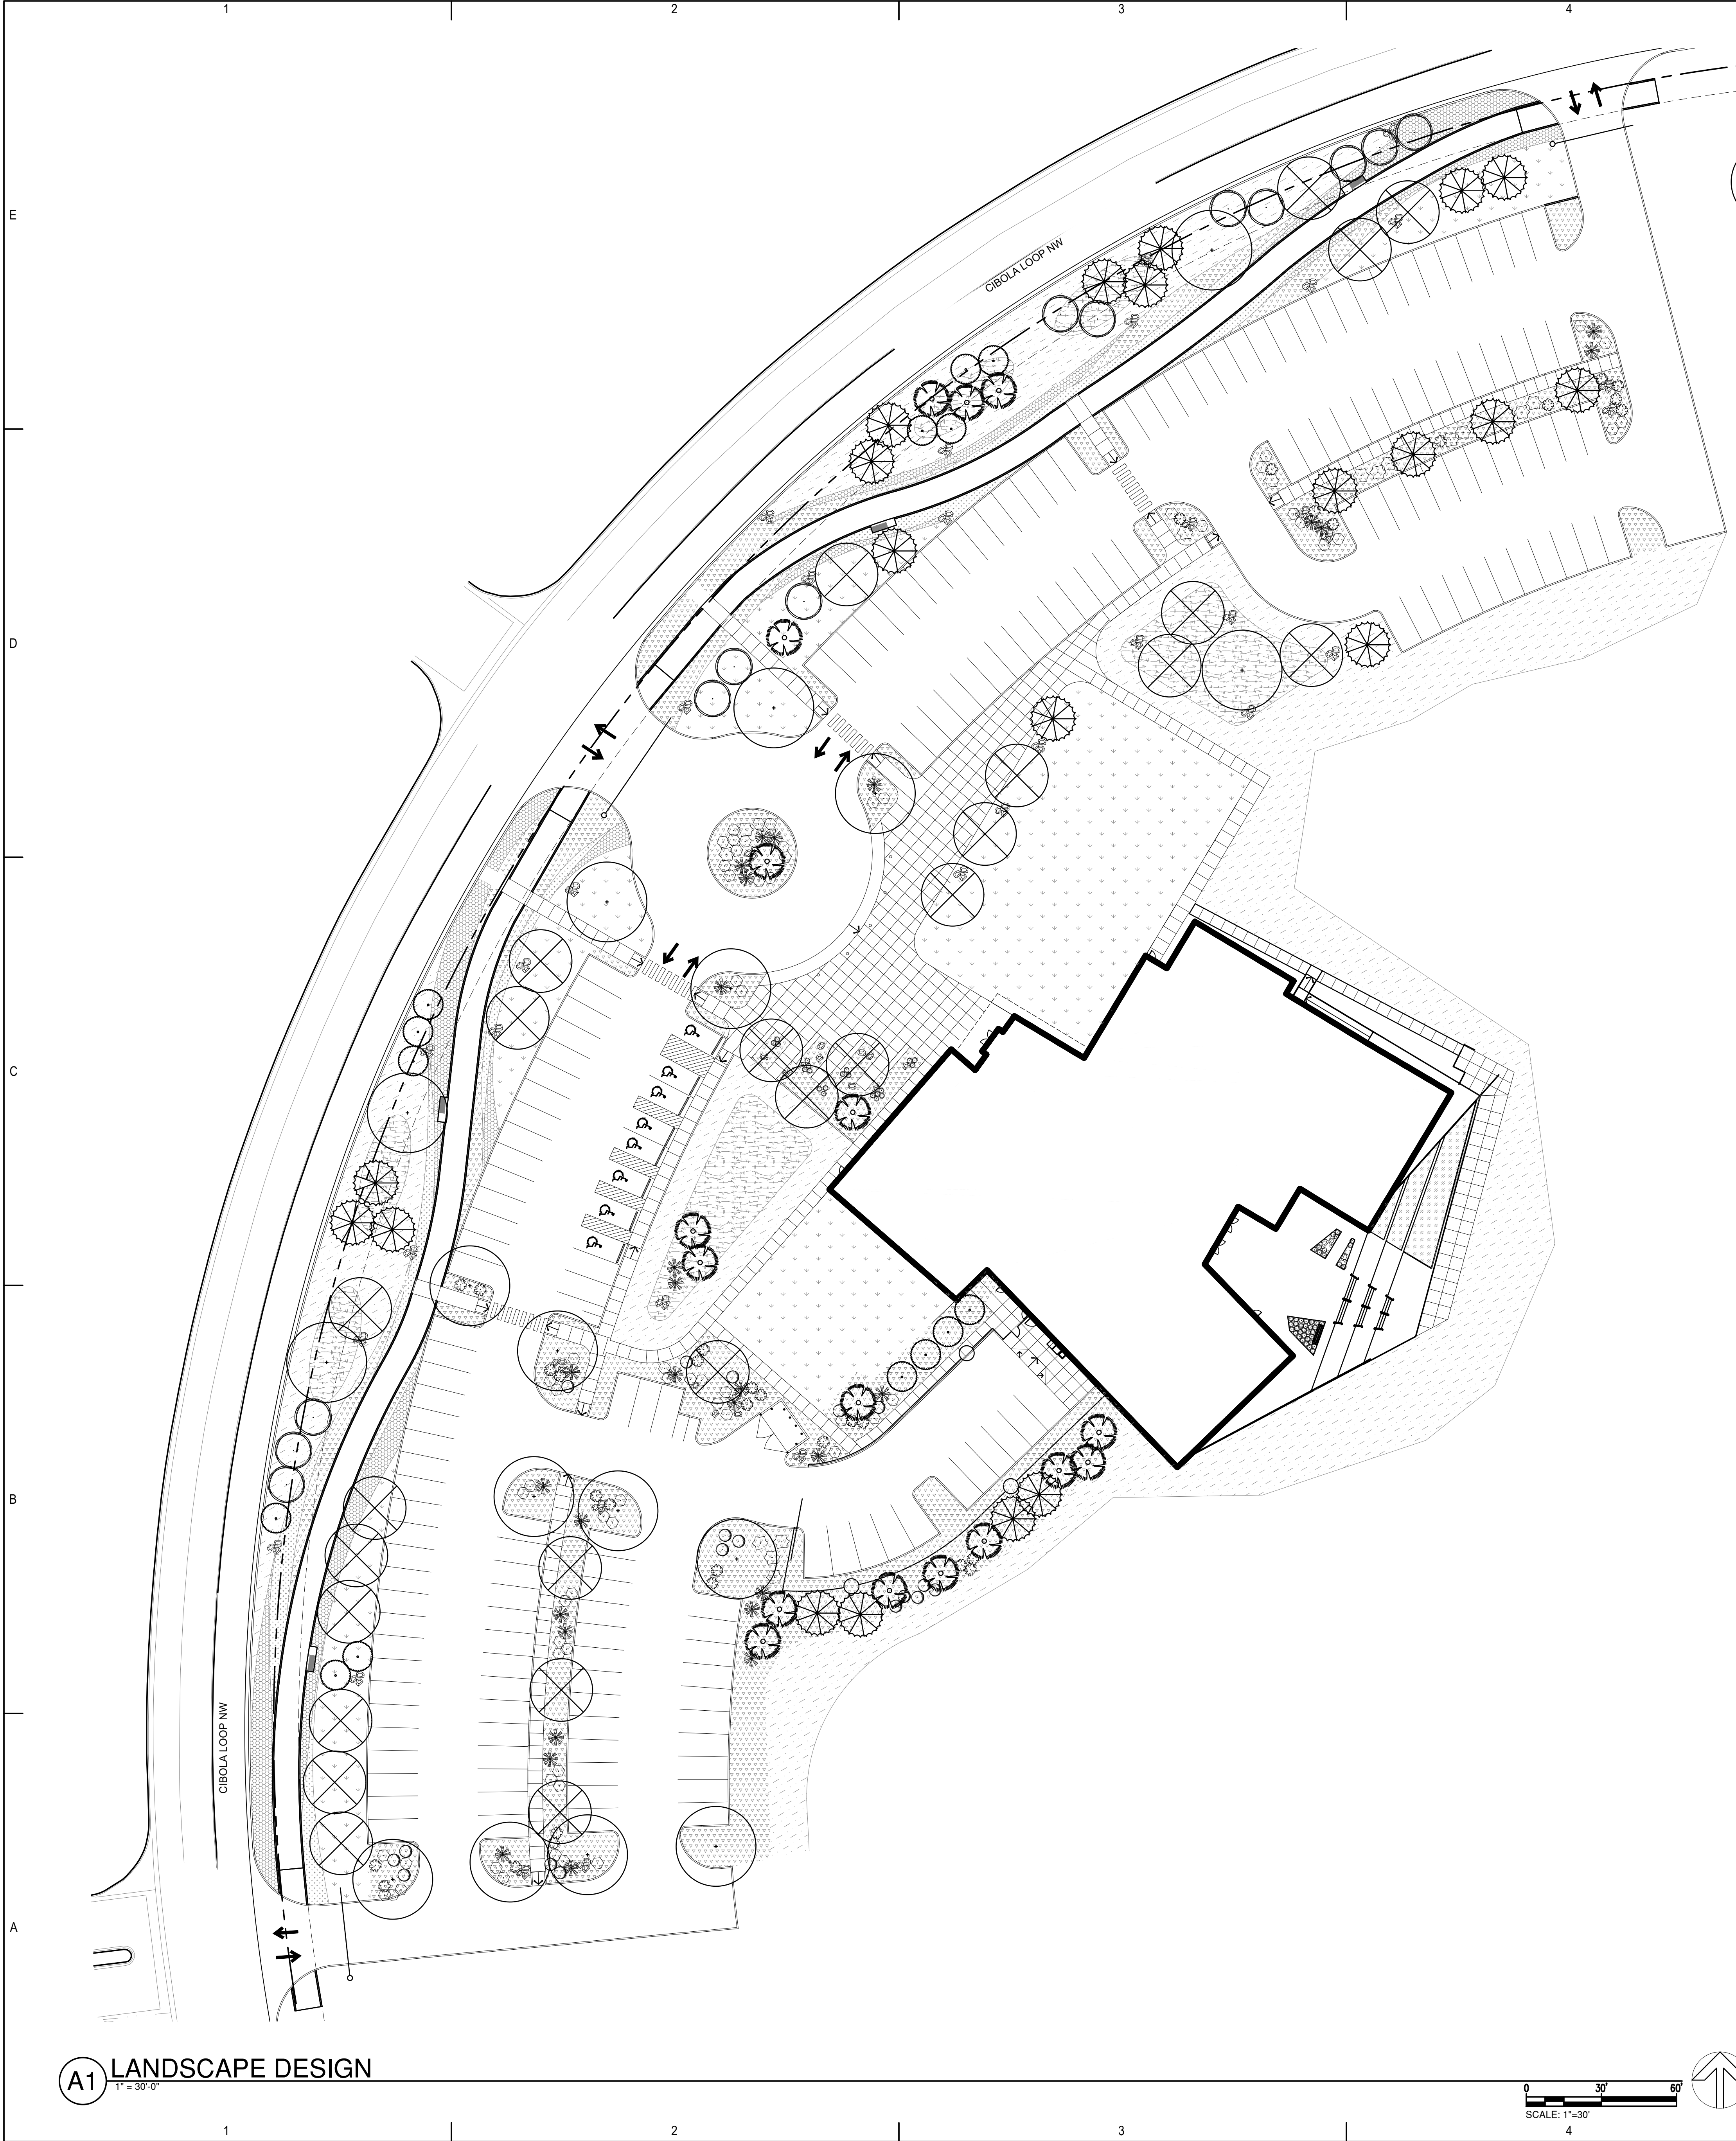 1 2 3 4
E
CIBOLA LOOP NW
D
C
B
CIBOLA LOOP NW
A
A1 LANDSCAPE DESIGN
1" = 30'-0"
0 30' 60'
SCALE: 1"=30'
1 2 3 4